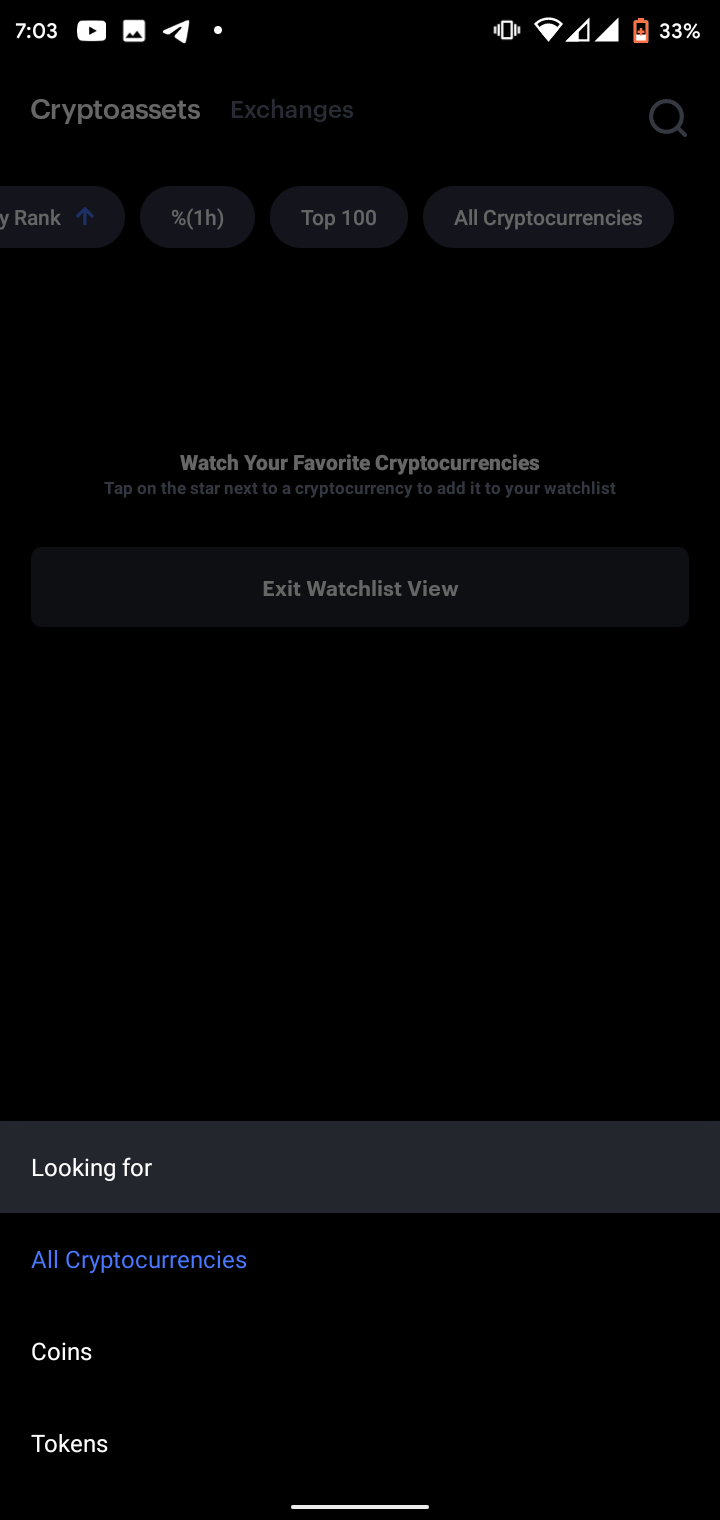 7:03
33%
Cryptoassets Exchanges
y Rank %(1h) Top 100 All Cryptocurrencies
Watch Your Favorite Cryptocurrencies
Tap on the star next to a cryptocurrency to add it to your watchlist
Exit Watchlist View
Looking for
All Cryptocurrencies
Coins
Tokens